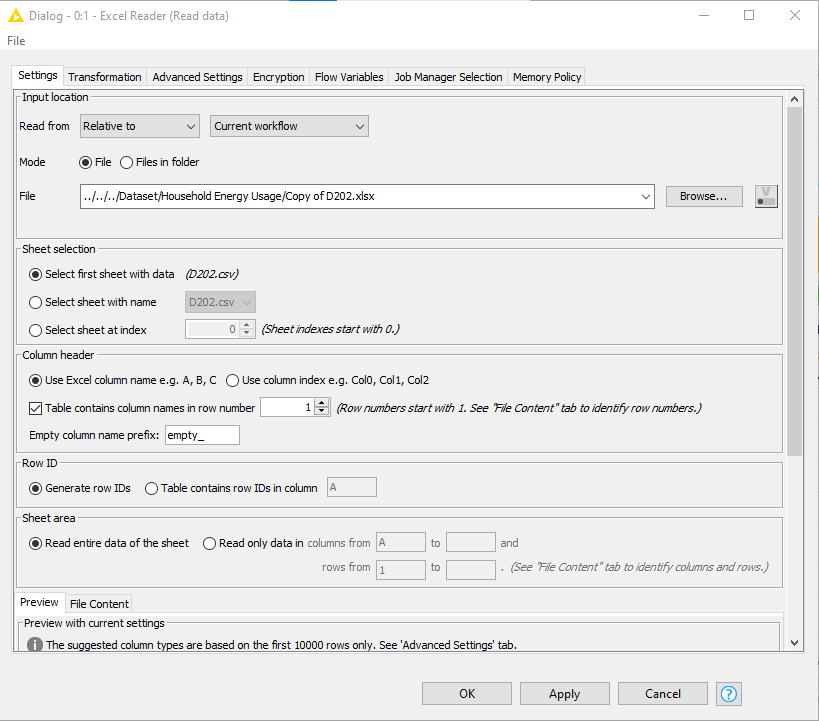 Dialog - 0:1 - Excel Reader (Read data)
File
Settings Transformation Advanced Settings Encryption Flow Variables Job Manager Selection Memory Policy
Input location
Read from Relative to Current workflow
Mode File Files in folder
File ../../../Dataset/Household Energy Usage/Copy of D202.xlsx Browse... V
Sheet selection
Select first sheet with data (D202.csv)
Select sheet with name D202.csv
Select sheet at index 0 (Sheet indexes start with 0.)
Column header
Use Excel column name e.g. A, B, C Use column index e.g. Col0, Col1, Col2
Table contains column names in row number 1 (Row numbers start with 1. See "File Content" tab to identify row numbers.)
Empty column name prefix: empty_
Row ID
Generate row IDs Table contains row IDs in column A
Sheet area
Read entire data of the sheet Read only data in columns from A to and
rows from 1 to . (See "File Content" tab to identify columns and rows.)
Preview File Content
Preview with current settings
i The suggested column types are based on the first 10000 rows only. See 'Advanced Settings' tab.
OK Apply Cancel ?